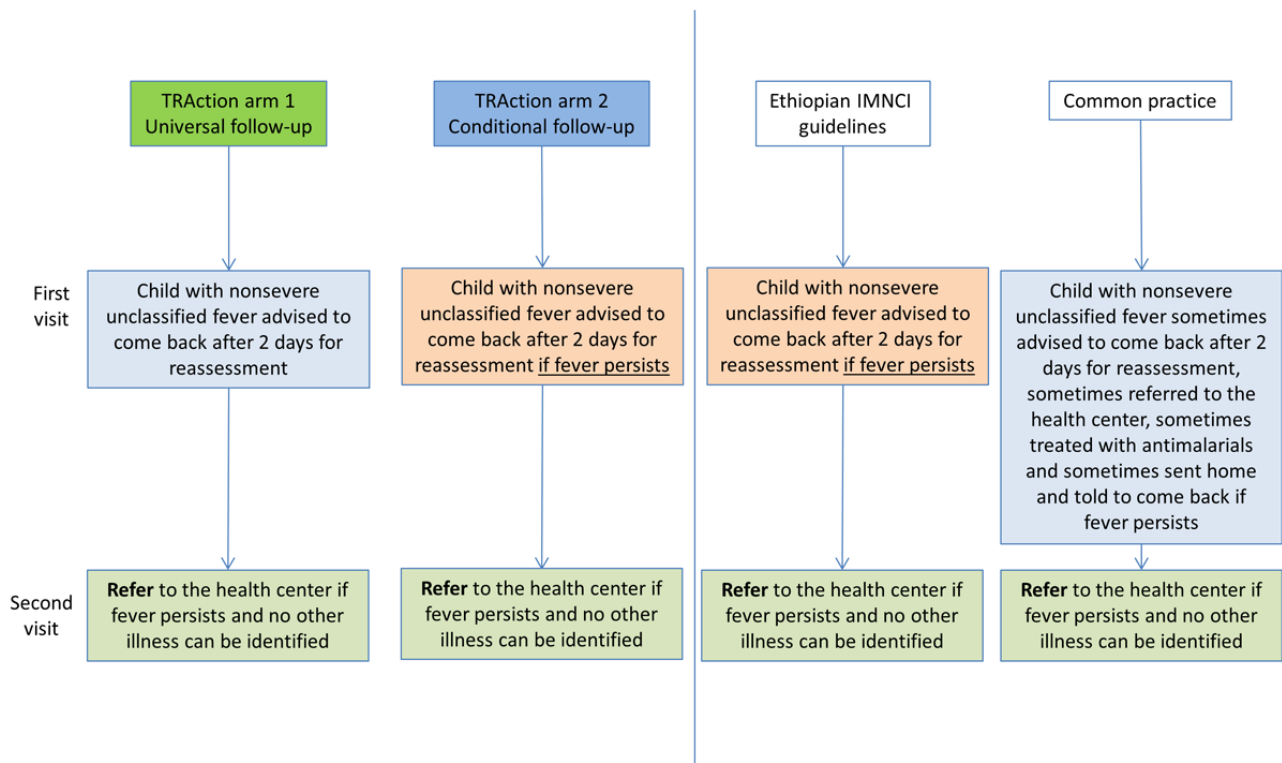 TRAction arm 1
Universal follow-up
TRAction arm 2
Conditional follow-up
Ethiopian IMNCI
guidelines
Common practice
First
visit
Child with nonsevere
unclassified fever advised to
come back after 2 days for
reassessment
Child with nonsevere
unclassified fever advised to
come back after 2 days for
reassessment if fever persists
Child with nonsevere
unclassified fever advised to
come back after 2 days for
reassessment if fever persists
Child with nonsevere
unclassified fever sometimes
advised to come back after 2
days for reassessment,
sometimes referred to the
health center, sometimes
treated with antimalarials
and sometimes sent home
and told to come back if
fever persists
Second
visit
Refer to the health center if
fever persists and no other
illness can be identified
Refer to the health center if
fever persists and no other
illness can be identified
Refer to the health center if
fever persists and no other
illness can be identified
Refer to the health center if
fever persists and no other
illness can be identified